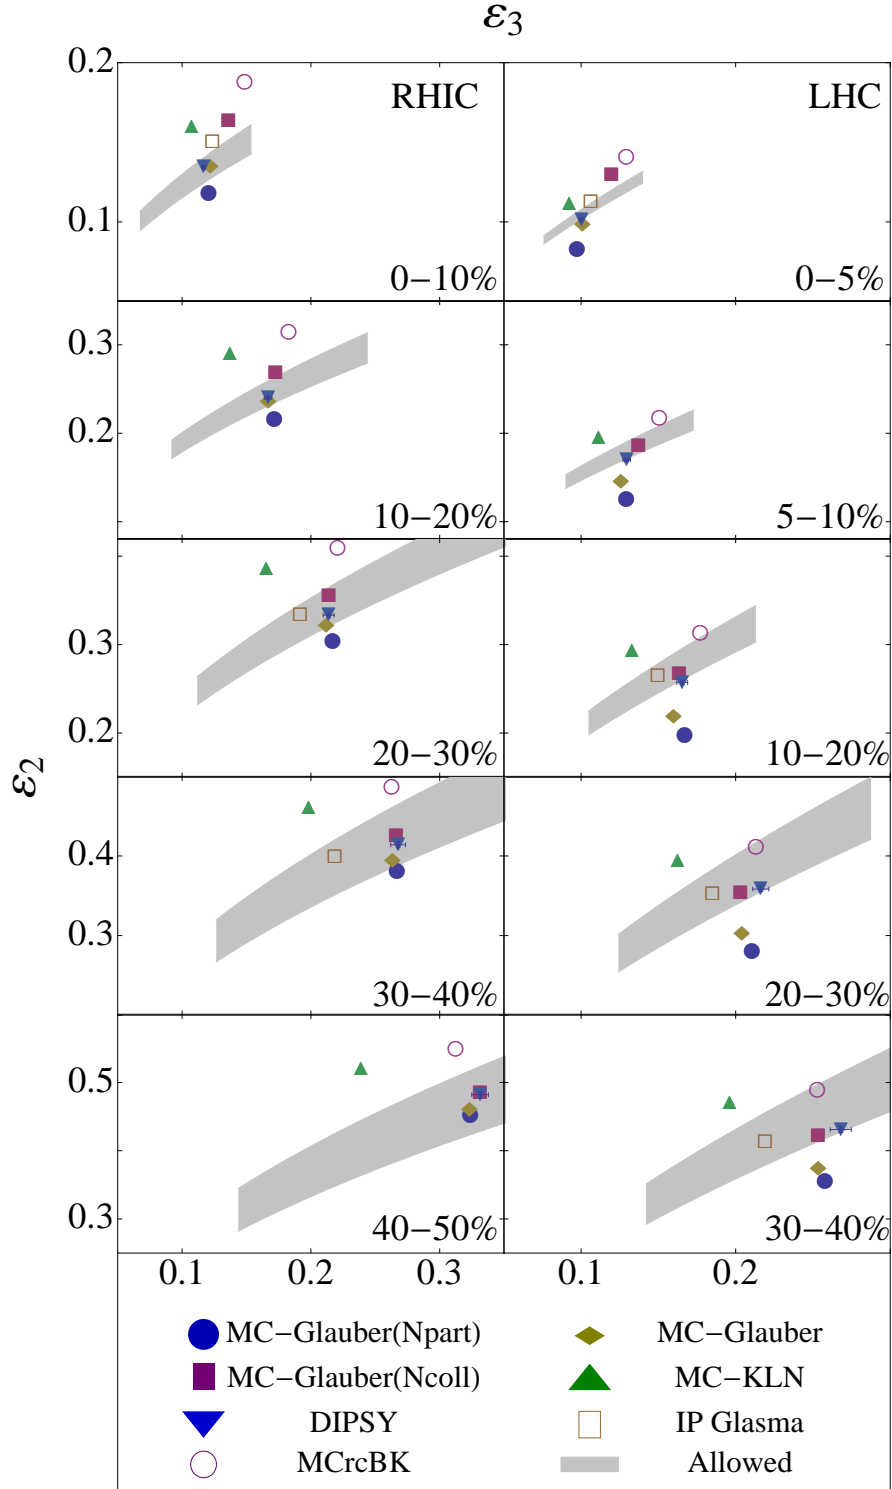 ε3
0.2 RHIC LHC
0.1
0−10% 0−5%
0.3
0.2
10−20% 5−10%
0.3
0.2
20−30% 10−20%
ε2
0.4
0.3
30−40% 20−30%
0.5
0.3
40−50% 30−40%
0.1 0.2 0.3 0.1 0.2
MC−Glauber(Npart) MC−Glauber
MC−Glauber(Ncoll) MC−KLN
DIPSY IP Glasma
MCrcBK Allowed